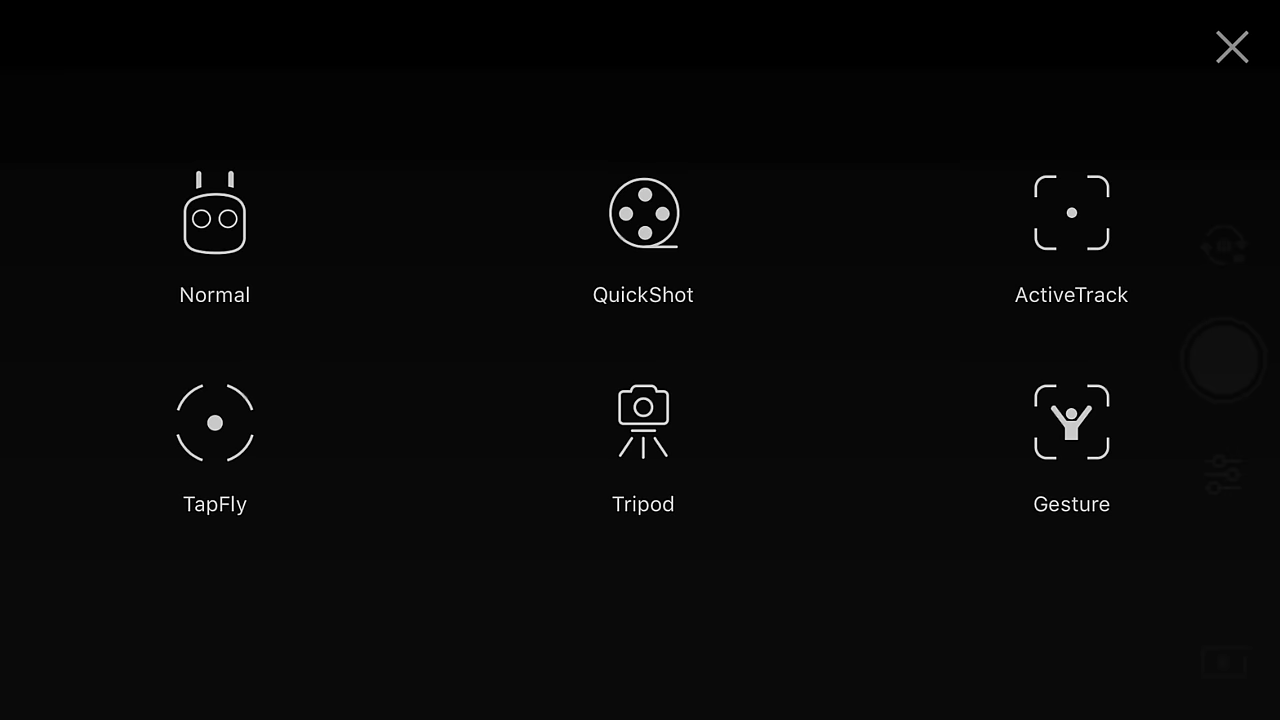 Normal
QuickShot
ActiveTrack
TapFly
Tripod
Gesture